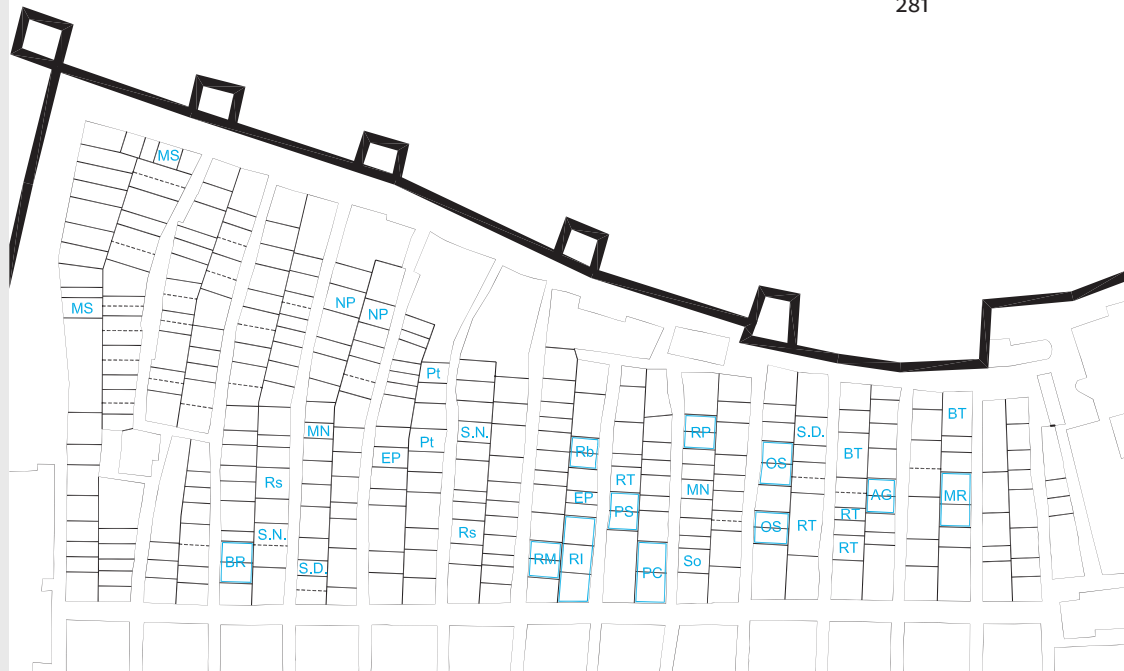 281
MS
MS
NP
NP
Pt
BT
MN
Pt
S.N.
RP
S.D.
EP
Rb
OS
BT
Rs
RT
MN
AG
MR
EP
PS
RT
S.N.
Rs
OS
RT
RT
BR
S.D.
RM
RI
PC
So